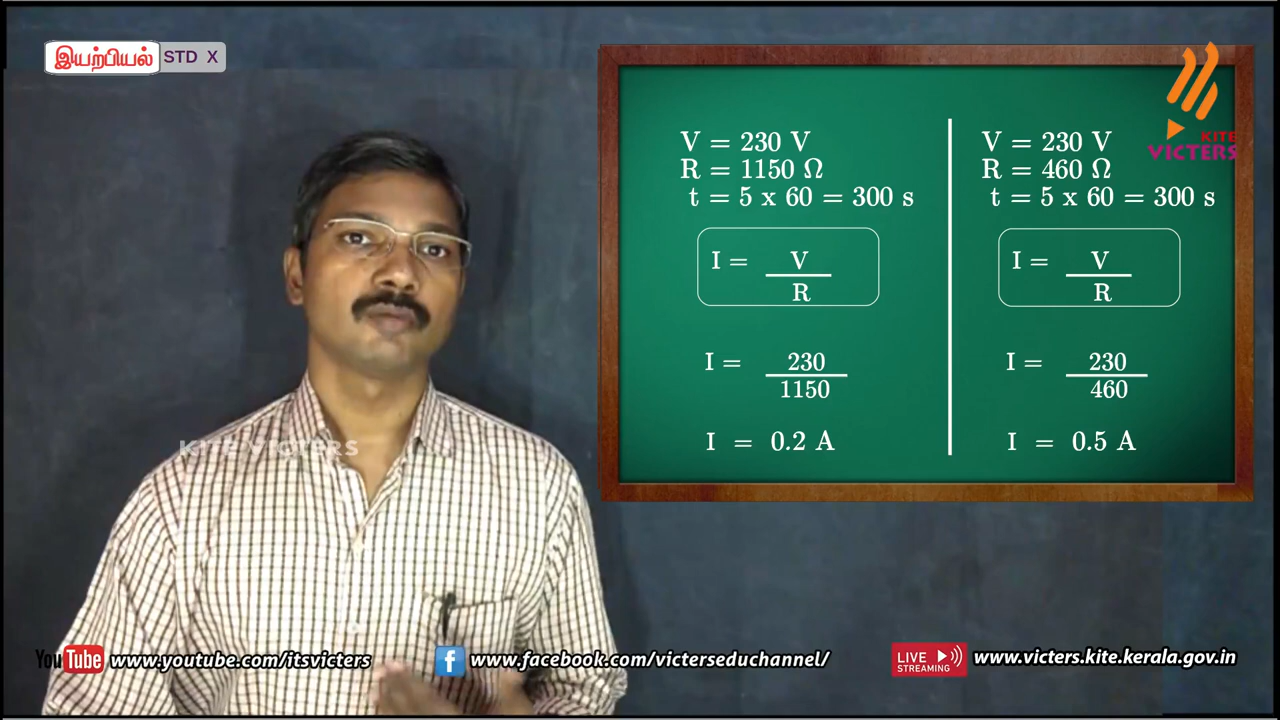 இயற்பியல் STD X
KITE
VICTERS
V = 230 V
R = 1150 Ω
t = 5 x 60 = 300 s
I = V
R
I = 230
1150
I = 0.2 A
V = 230 V
R = 460 Ω
t = 5 x 60 = 300 s
I = V
R
I = 230
460
I = 0.5 A
KITE VICTERS
YouTube www.youtube.com/itsvicters
f www.facebook.com/victerseduchannel/
LIVE
STREAMING
www.victers.kite.kerala.gov.in